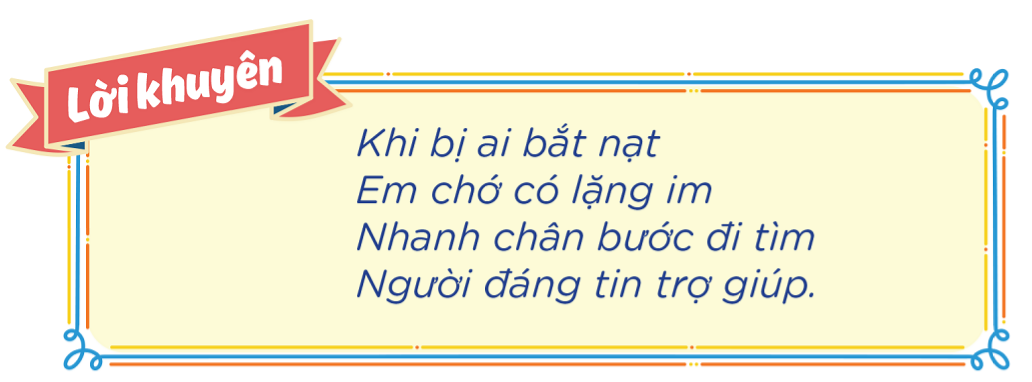 Lời khuyên
Khi bị ai bắt nạt
Em chớ có lặng im
Nhanh chân bước đi tìm
Người đáng tin trợ giúp.